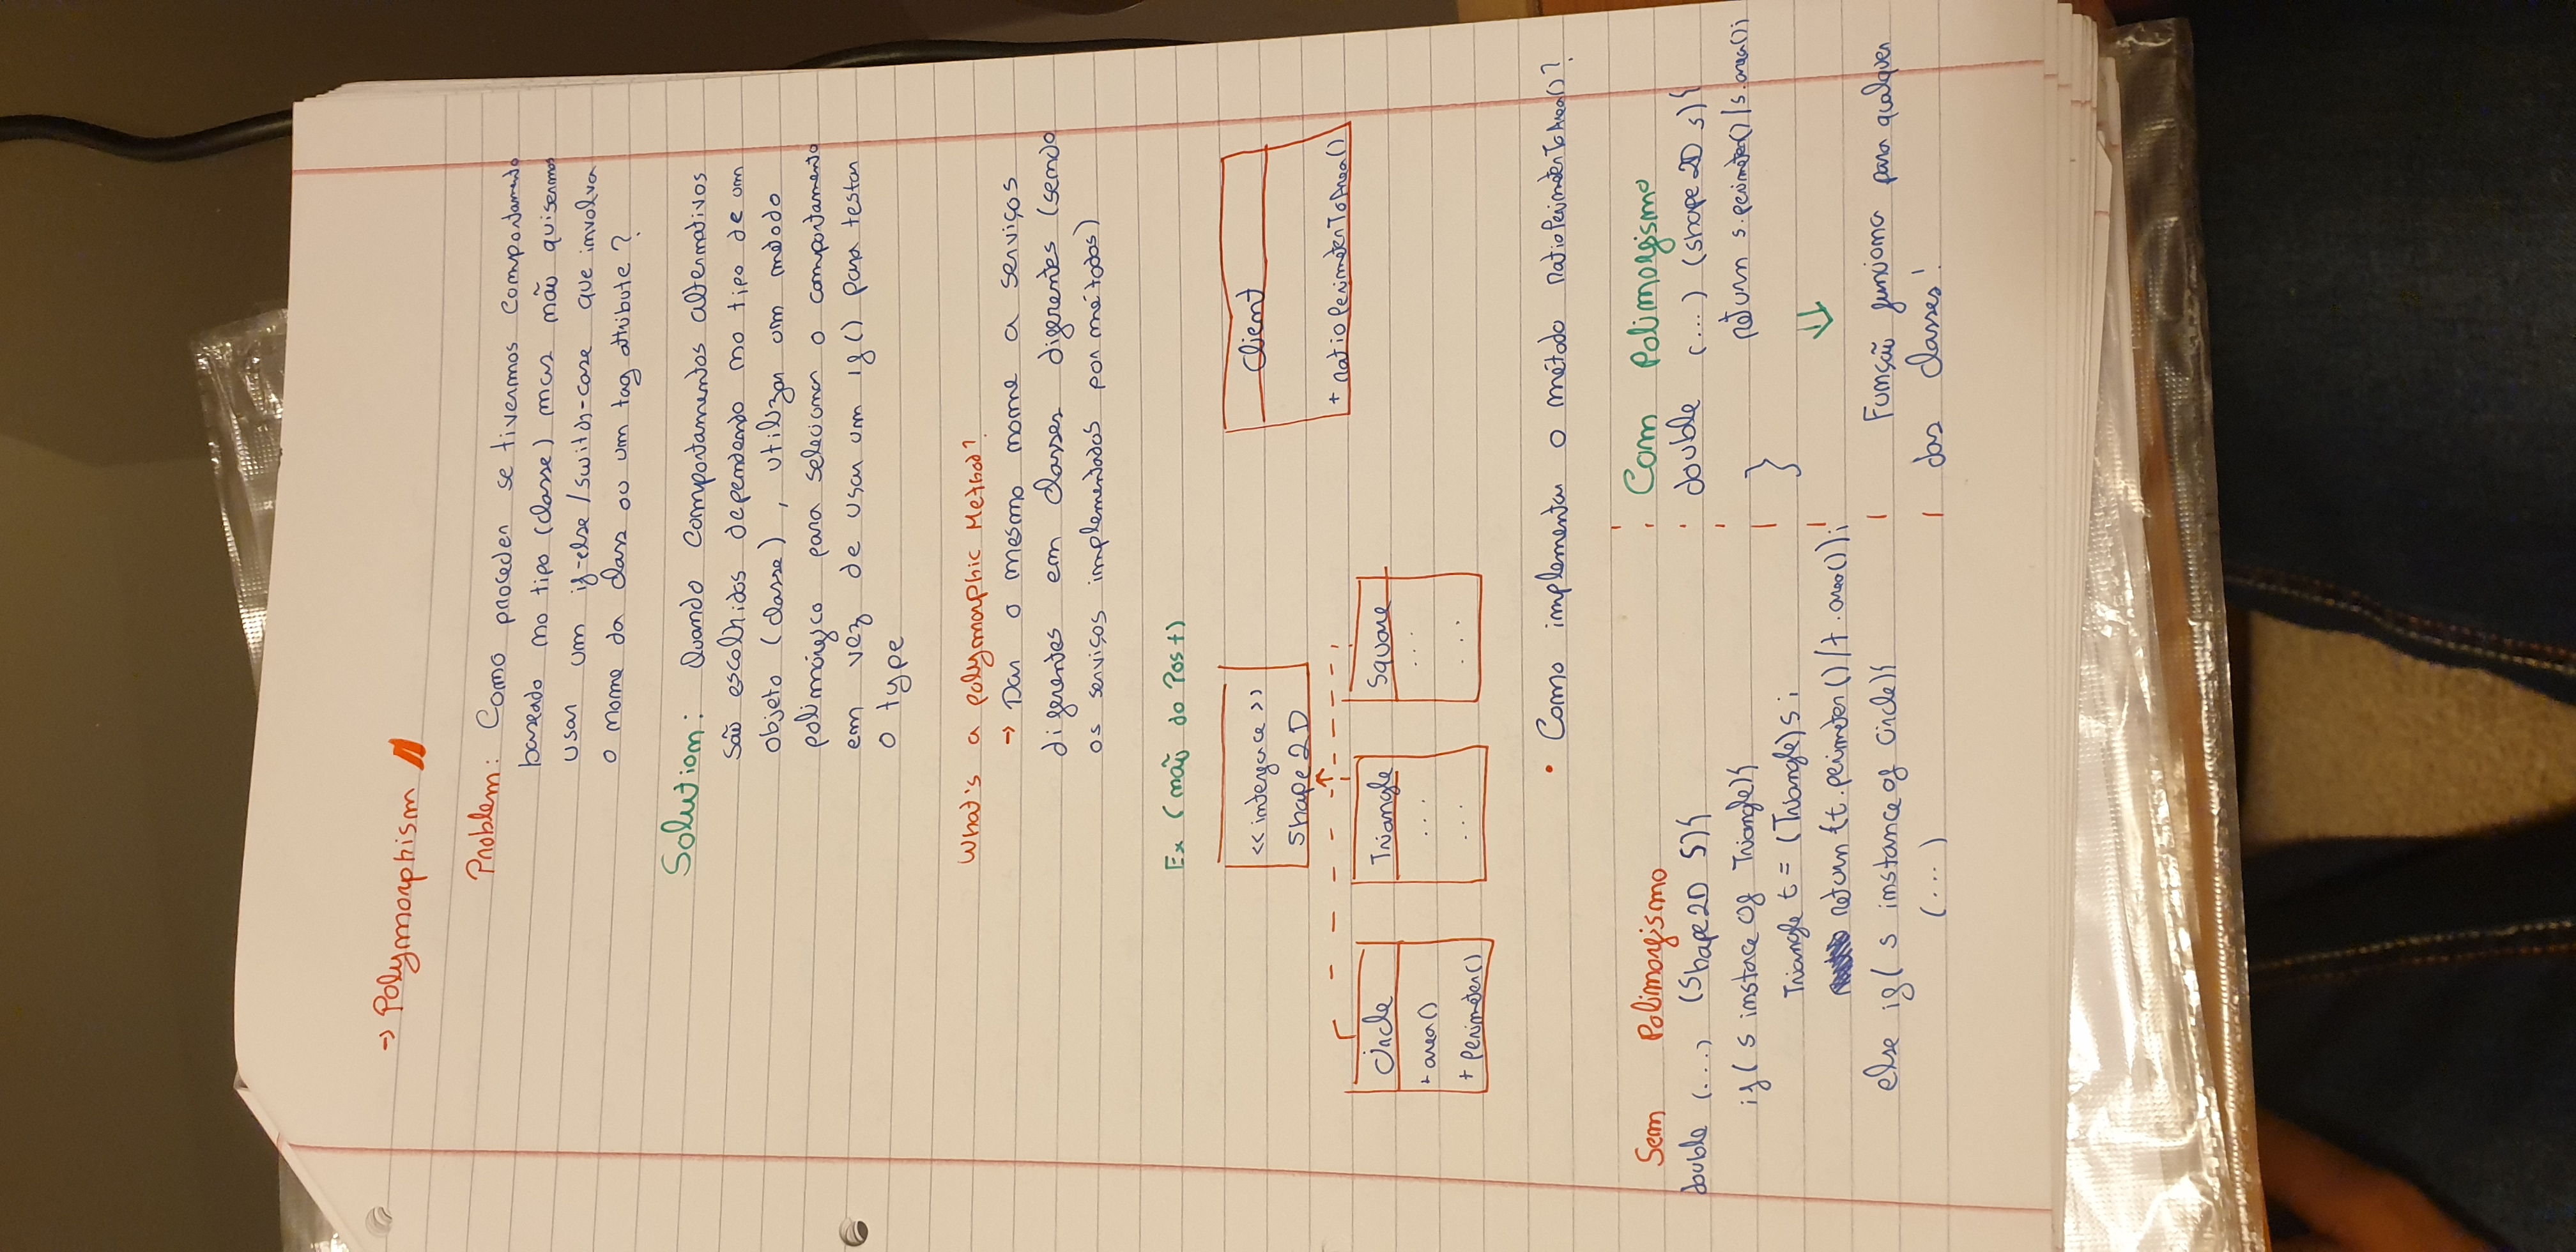 → Polymorphism
Problem: Como proceder se tivermos comportamento
baseado no tipo (classe) mas não quisermos
usar um if-else/switch-case que involva
o nome da class ou um tag attribute?
Solution: Quando comportamentos alternativos
são escolhidos dependendo no tipo de um
objeto (classe), utilizar um método
polimórfico para selecionar o comportamento
em vez de usar um if() para testar
o type
What's a polymorphic Method?
→ Dar o mesmo nome a serviços
diferentes em classes diferentes (sendo
os serviços implementados por métodos)
Ex (não do Post)
<< interface >>
Shape2D
Client
+ ratioPerimeterToArea()
Circle
Triangle
Square
+ area()
...
...
+ perimeter()
...
...
• Como implementar o método ratioPerimeterToArea()?
Sem Polimorfismo
double (...) (Shape2D S){
if( s instace of Triangle){
Triangle t = (Triangle)s;
return (t.perimeter()/t.area());
else if( s instance of Circle){
(...)
Com Polimorfismo
double (...) (shape2D s){
return s.perimeter()/s.area();
}
Função funciona para qualquer
das classes!